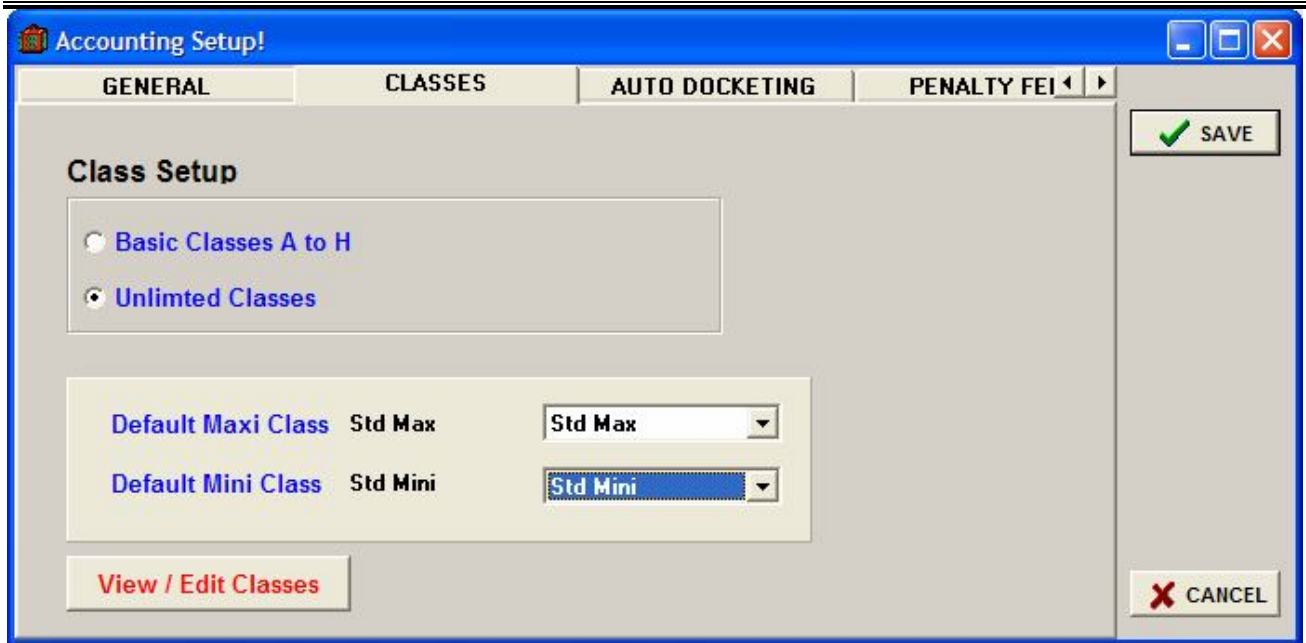 Accounting Setup!
GENERAL CLASSES AUTO DOCKETING PENALTY FEI
SAVE
Class Setup
Basic Classes A to H
Unlimted Classes
Default Maxi Class Std Max Std Max
Default Mini Class Std Mini Std Mini
View / Edit Classes
CANCEL